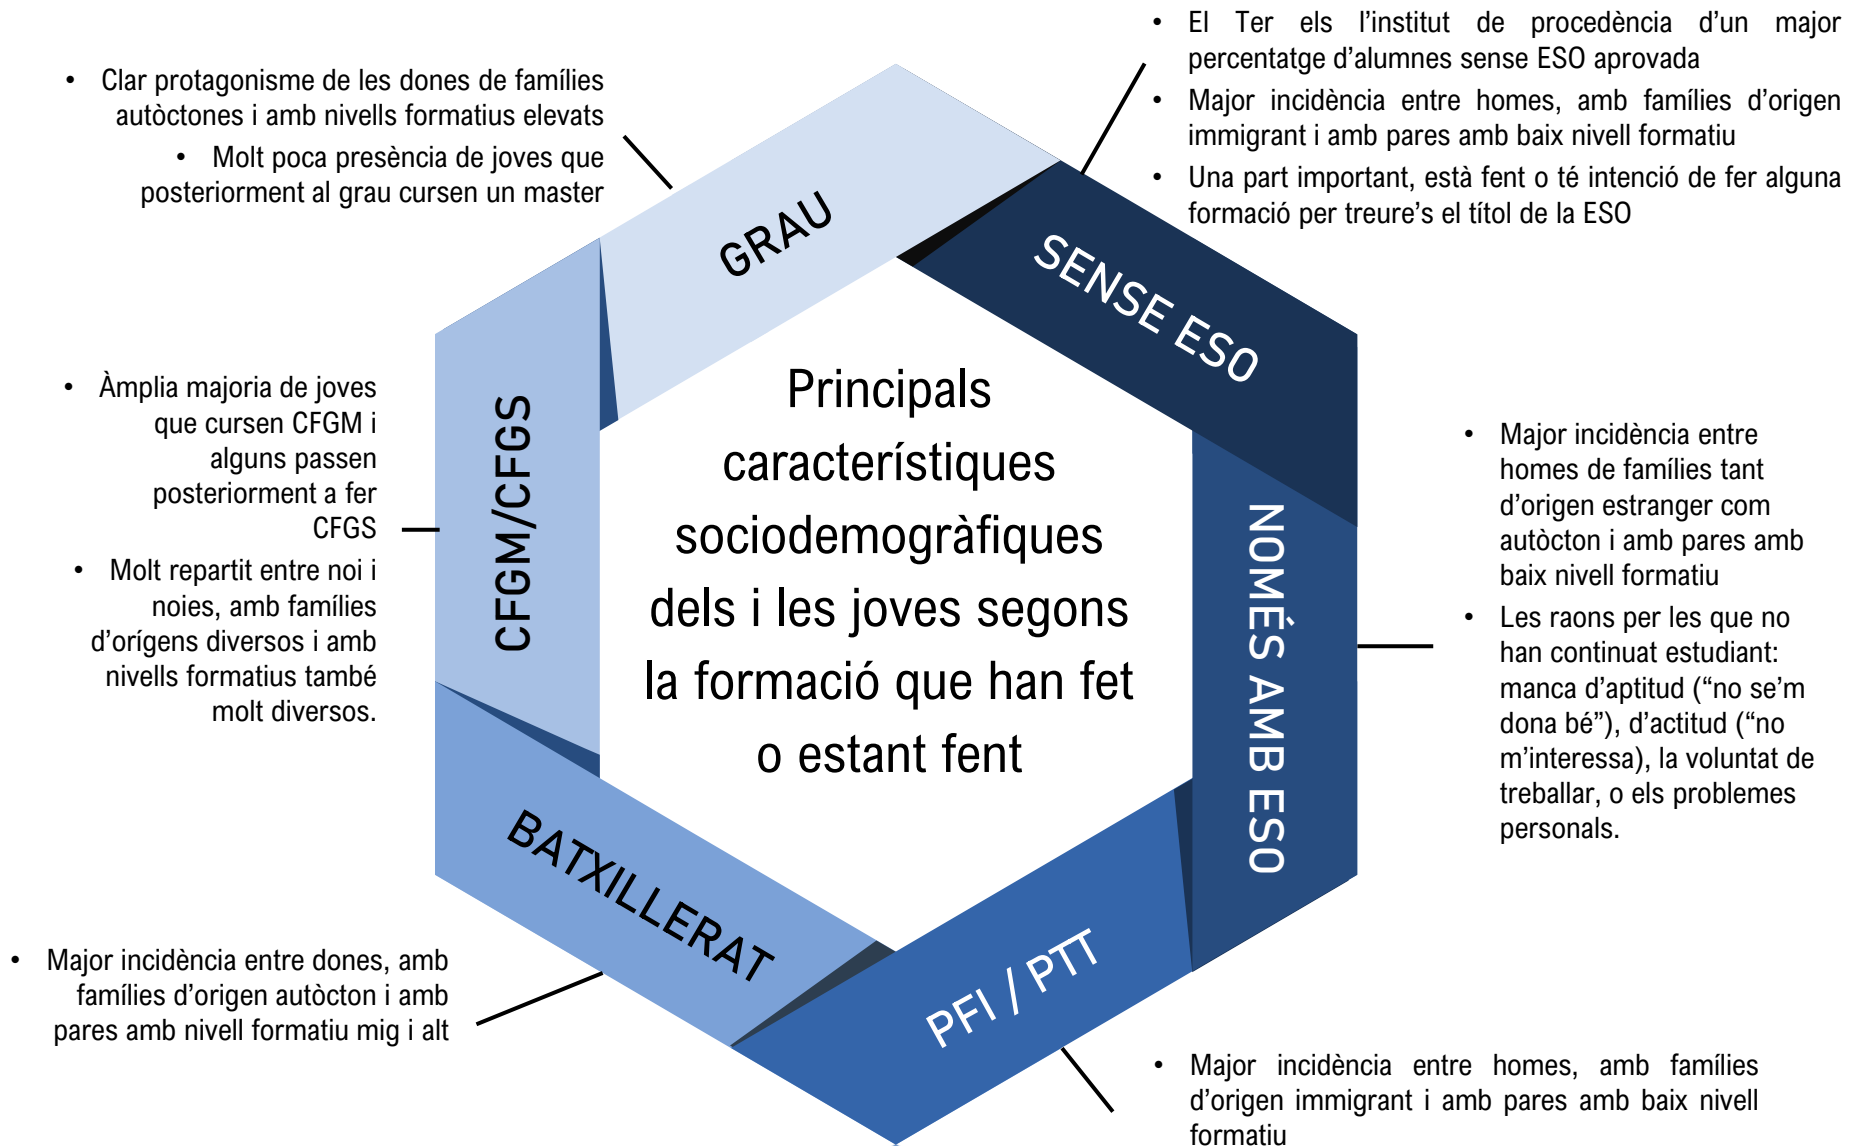 • El Ter els l’institut de procedència d’un major
percentatge d’alumnes sense ESO aprovada
• Major incidència entre homes, amb famílies d’origen
immigrant i amb pares amb baix nivell formatiu
• Una part important, està fent o té intenció de fer alguna
formació per treure’s el títol de la ESO
• Clar protagonisme de les dones de famílies
autòctones i amb nivells formatius elevats
• Molt poca presència de joves que
posteriorment al grau cursen un master
GRAU
SENSE ESO
• Àmplia majoria de joves
que cursen CFGM i
alguns passen
posteriorment a fer
CFGS
• Molt repartit entre noi i
noies, amb famílies
d’orígens diversos i amb
nivells formatius també
molt diversos.
CFGM/CFGS
Principals
característiques
sociodemogràfiques
dels i les joves segons
la formació que han fet
o estant fent
NOMÉS AMB ESO
• Major incidència entre
homes de famílies tant
d’origen estranger com
autòcton i amb pares amb
baix nivell formatiu
• Les raons per les que no
han continuat estudiant:
manca d’aptitud (“no se’m
dona bé”), d’actitud (“no
m’interessa), la voluntat de
treballar, o els problemes
personals.
BATXILLERAT
PFI / PTT
• Major incidència entre dones, amb
famílies d’origen autòcton i amb
pares amb nivell formatiu mig i alt
• Major incidència entre homes, amb famílies
d’origen immigrant i amb pares amb baix nivell
formatiu